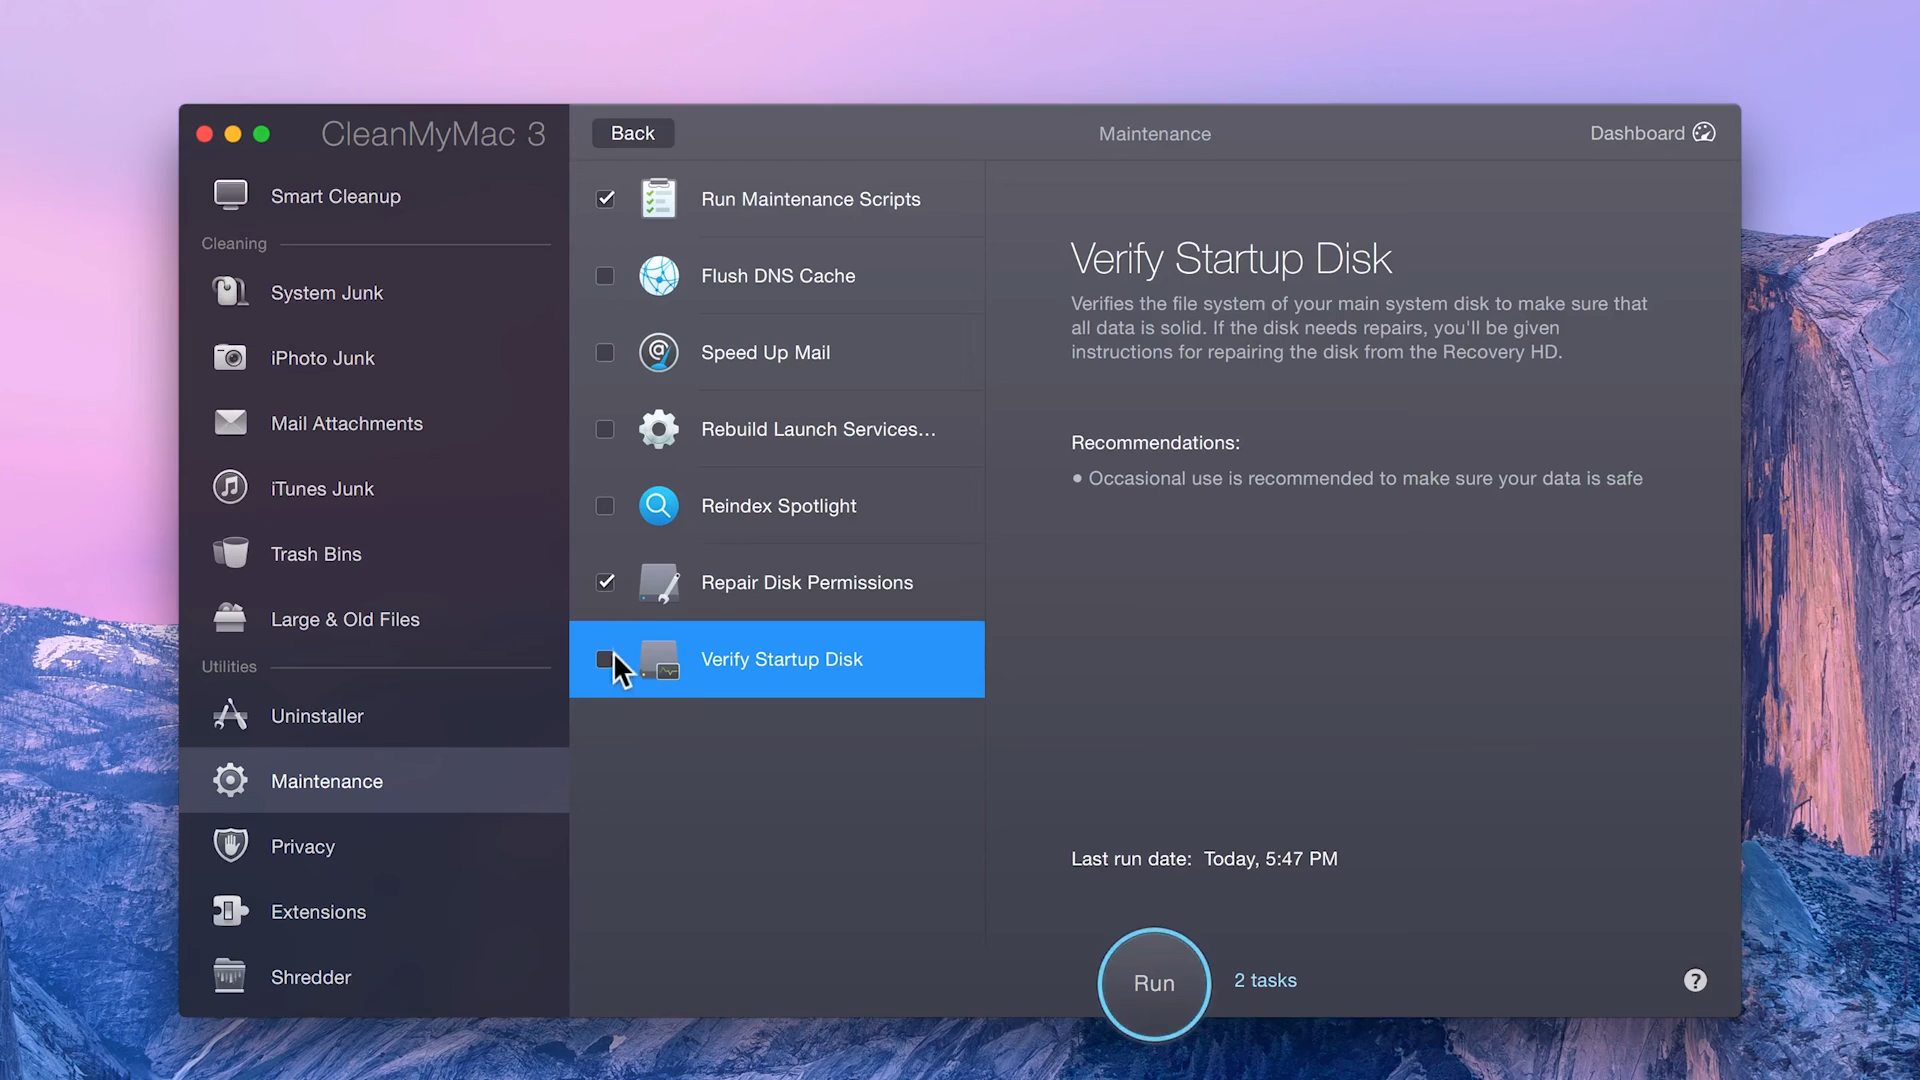 CleanMyMac 3
Smart Cleanup
Cleaning
System Junk
iPhoto Junk
Mail Attachments
iTunes Junk
Trash Bins
Large & Old Files
Utilities
Uninstaller
Maintenance
Privacy
Extensions
Shredder
Back
Maintenance
Dashboard
Run Maintenance Scripts
Flush DNS Cache
Speed Up Mail
Rebuild Launch Services...
Reindex Spotlight
Repair Disk Permissions
Verify Startup Disk
Verify Startup Disk
Verifies the file system of your main system disk to make sure that
all data is solid. If the disk needs repairs, you'll be given
instructions for repairing the disk from the Recovery HD.
Recommendations:
• Occasional use is recommended to make sure your data is safe
Last run date: Today, 5:47 PM
Run
2 tasks
?